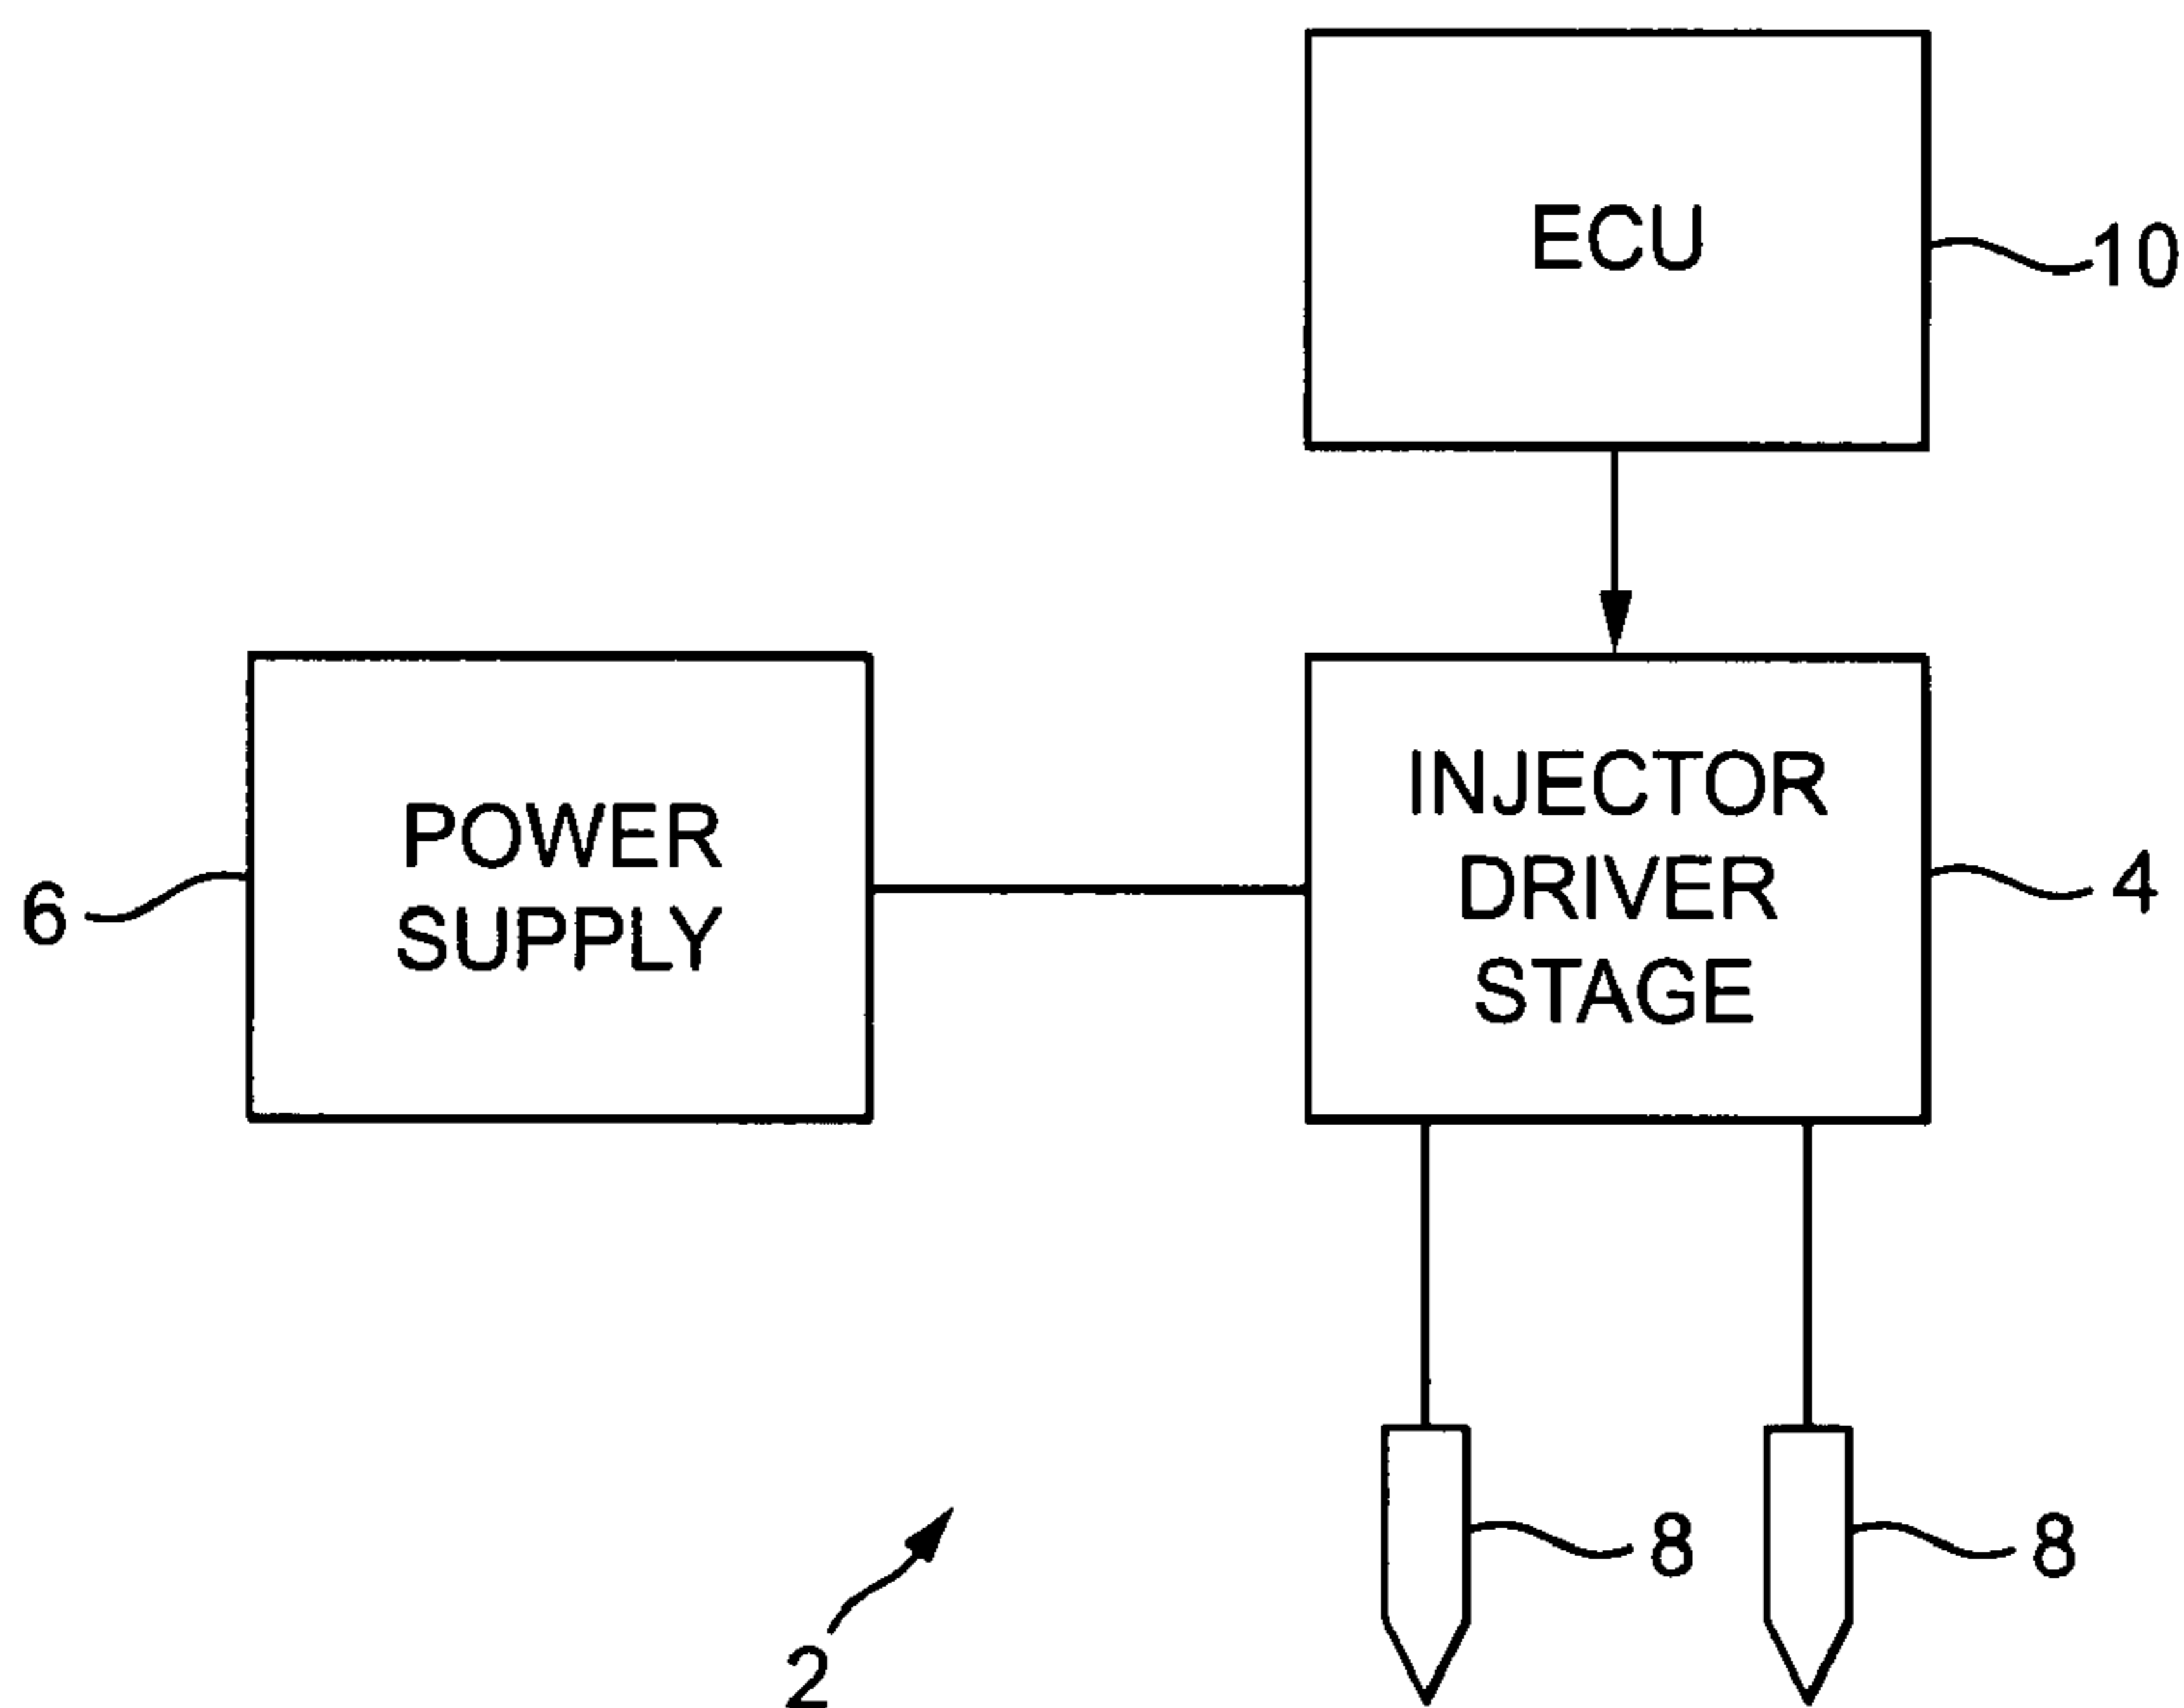 ECU
10
POWER
SUPPLY
6
INJECTOR
DRIVER
STAGE
4
8
8
2